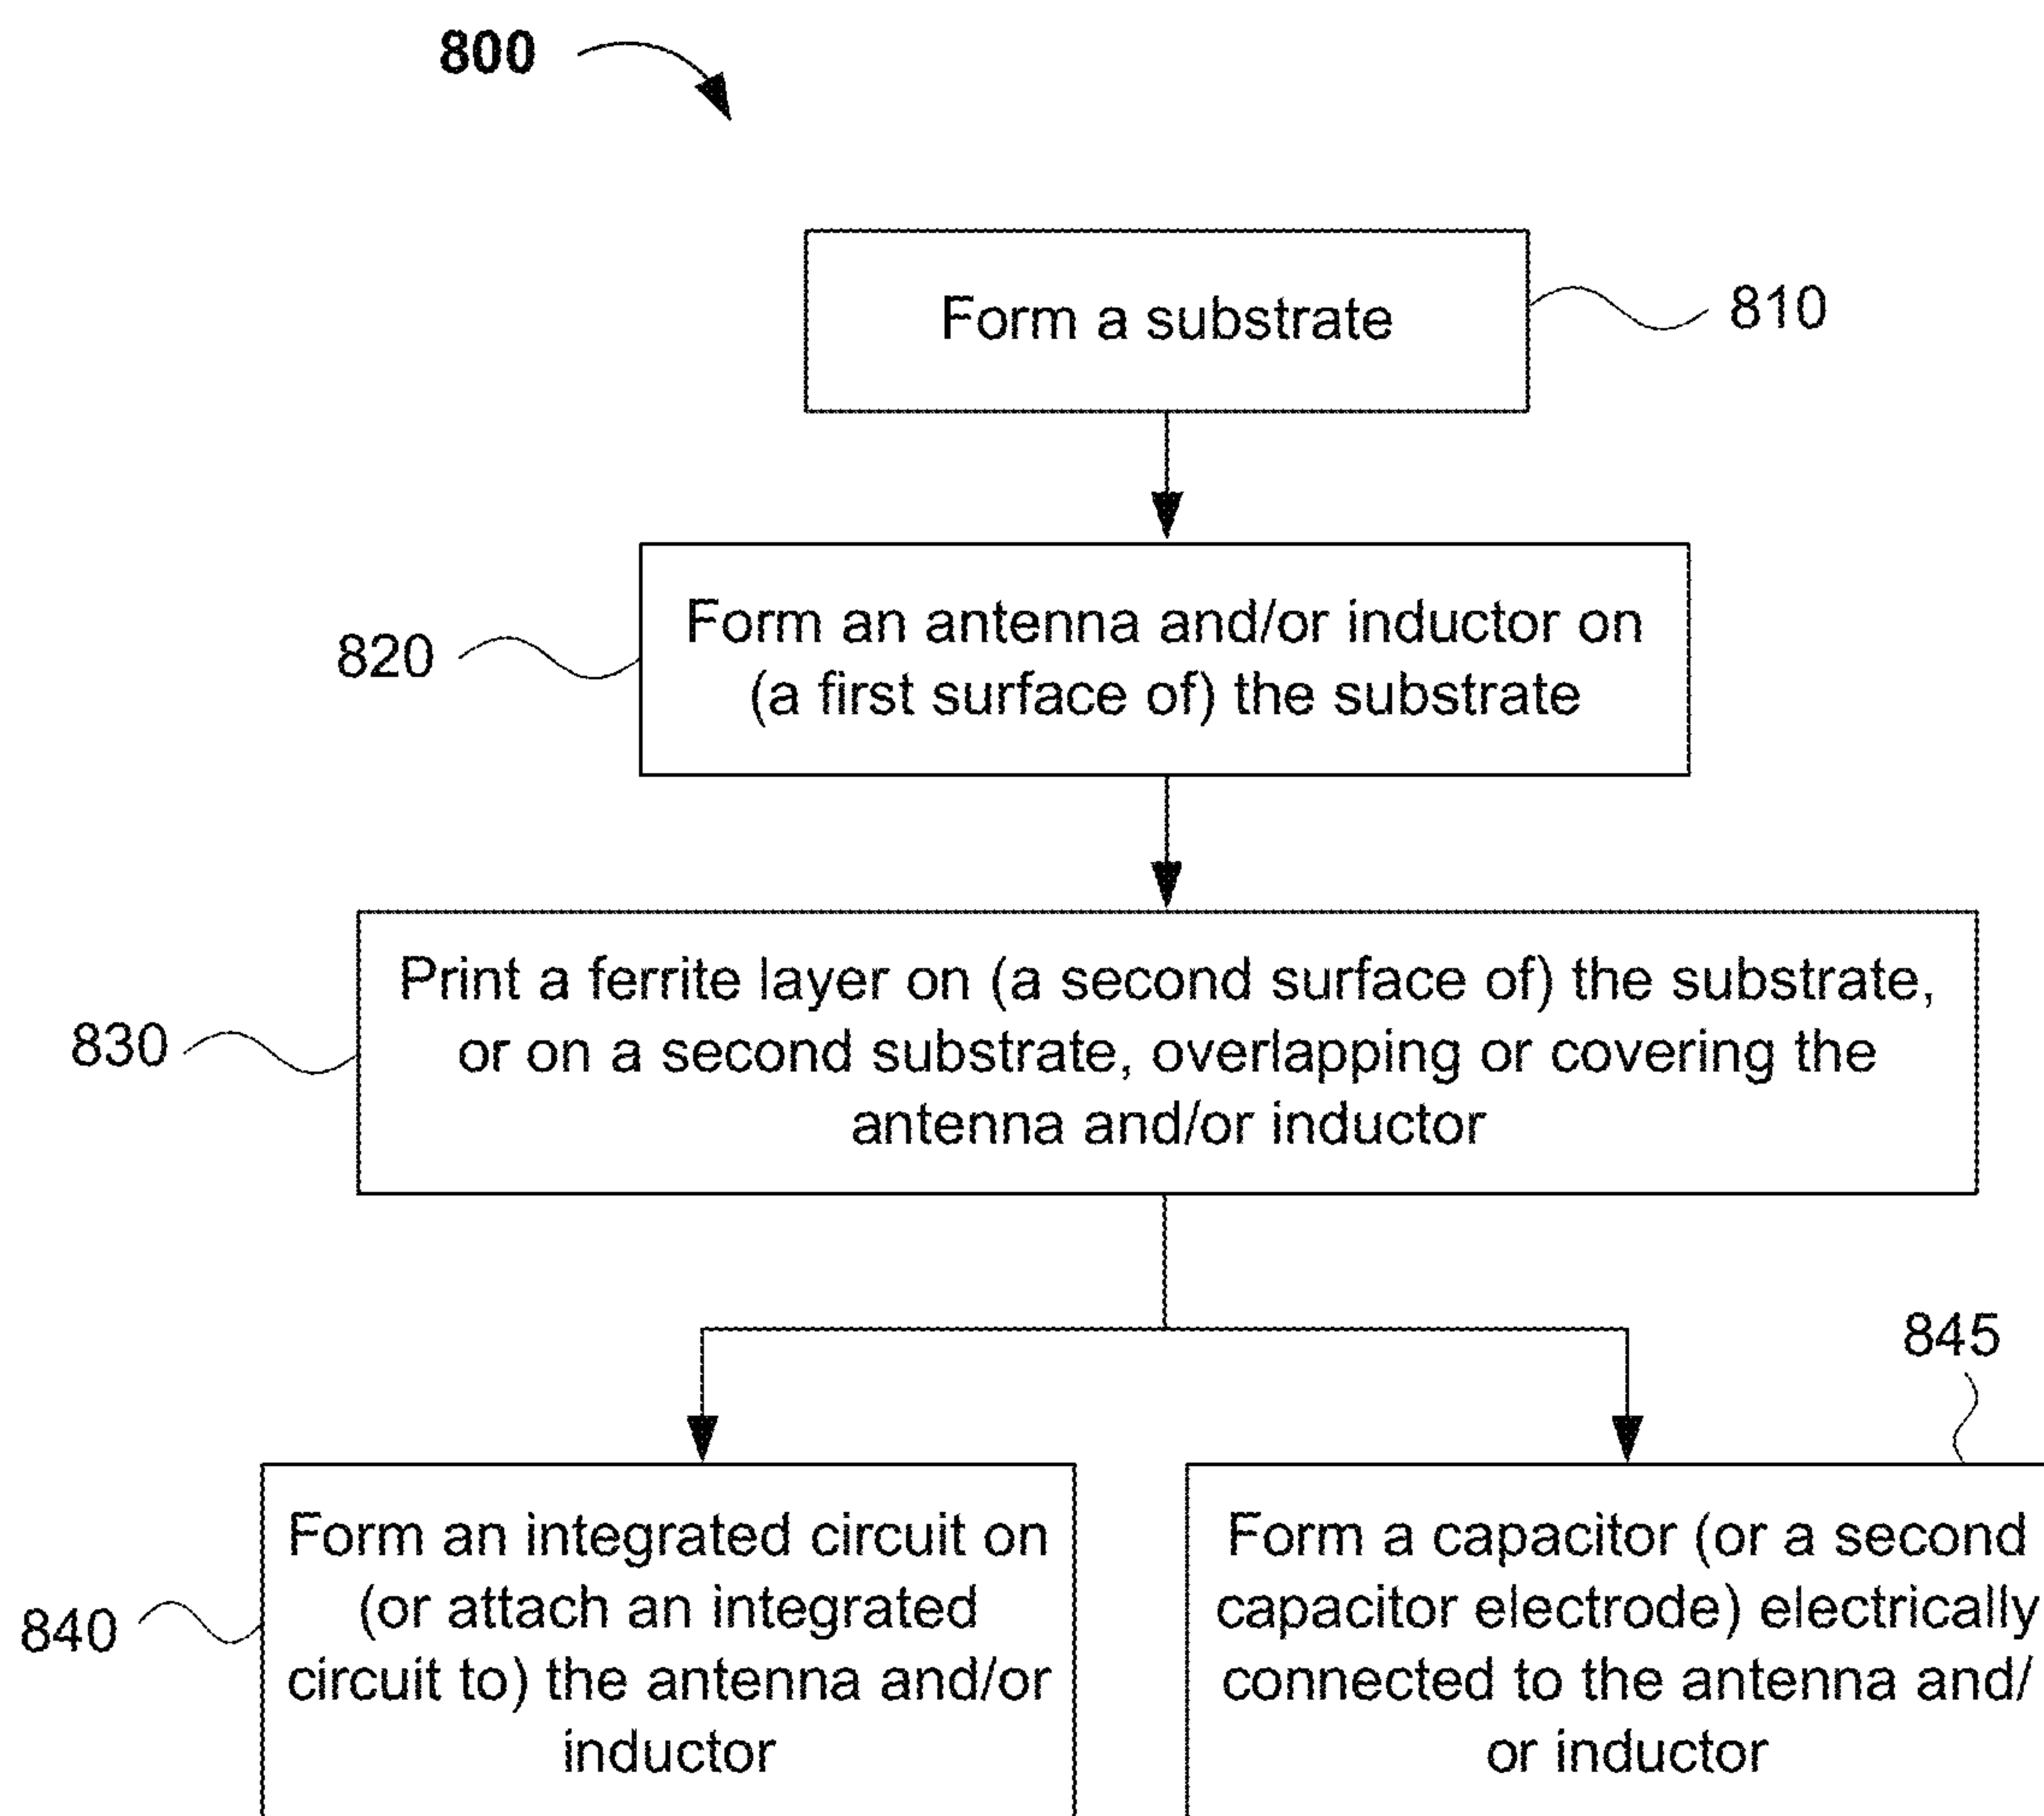 800
Form a substrate
810
Form an antenna and/or inductor on
(a first surface of) the substrate
820
Print a ferrite layer on (a second surface of) the substrate,
or on a second substrate, overlapping or covering the
antenna and/or inductor
830
845
Form an integrated circuit on
(or attach an integrated
circuit to) the antenna and/or
inductor
840
Form a capacitor (or a second
capacitor electrode) electrically
connected to the antenna and/
or inductor